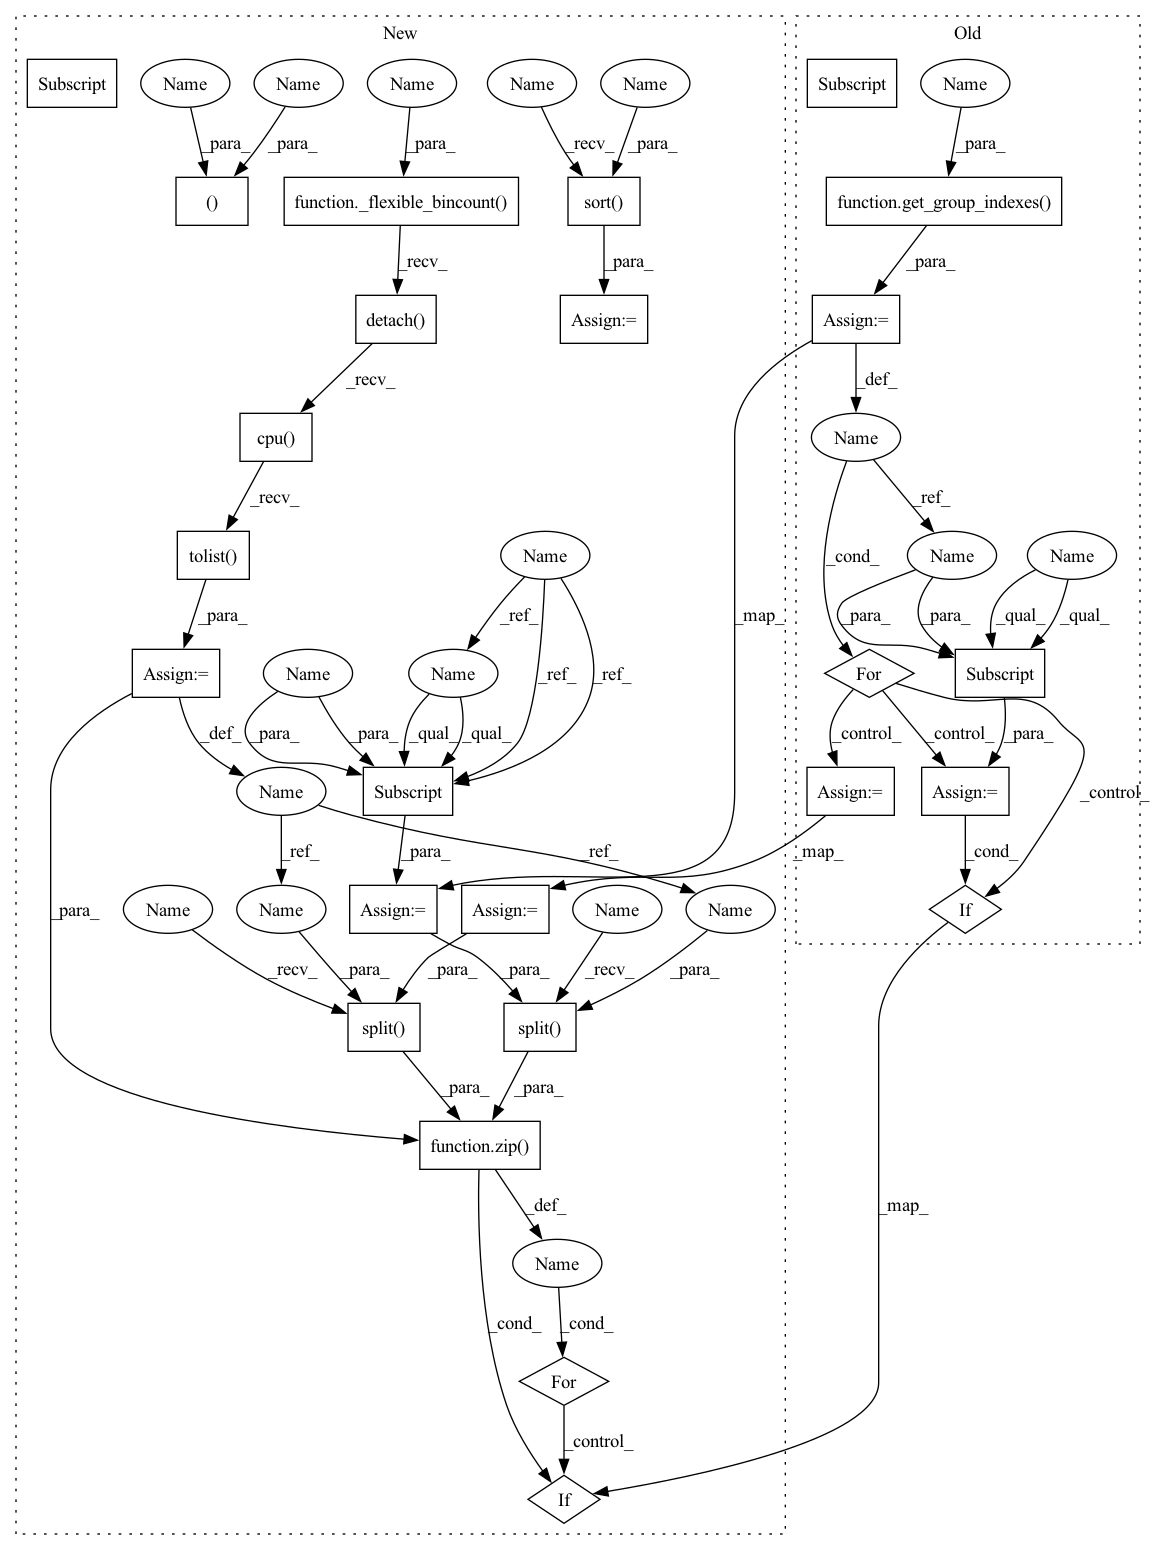 New
Old
Subscript
Name
Name
Name
Name
Name
Subscript
Name
_para_
_para_
_para_
_recv_
_para_
_para_
()
function._flexible_bincount()
sort()
function.get_group_indexes()
_recv_
_para_
_para_
detach()
Assign:=
Assign:=
_recv_
_def_
cpu()
Name
_recv_
_ref_
tolist()
Name
Name
Name
_para_
_ref_
_map_
_cond_
_para_
_para_
_qual_
_qual_
Assign:=
Name
Name
_ref_
_ref_
For
Subscript
_def_
_para_
_para_
_qual_
_qual_
_control_
_control_
_para_
Name
Subscript
Assign:=
Assign:=
_control_
_ref_
_ref_
_para_
_map_
_cond_
_para_
Name
Name
Assign:=
Assign:=
Name
Name
If
_recv_
_para_
_para_
_para_
_recv_
_para_
split()
split()
_para_
_para_
function.zip()
_def_
_map_
Name
_cond_
_cond_
For
_control_
If